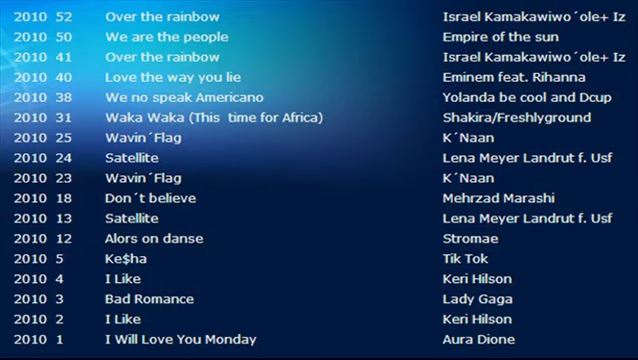 2010 52 Over the rainbow Israel Kamakawiwo´ole+ Iz
2010 50 We are the people Empire of the sun
2010 41 Over the rainbow Israel Kamakawiwo´ole+ Iz
2010 40 Love the way you lie Eminem feat. Rihanna
2010 38 We no speak Americano Yolanda be cool and Dcup
2010 31 Waka Waka (This time for Africa) Shakira/Freshlyground
2010 25 Wavin´Flag K´Naan
2010 24 Satellite Lena Meyer Landrut f. Usf
2010 23 Wavin´Flag K´Naan
2010 18 Don´t believe Mehrzad Marashi
2010 13 Satellite Lena Meyer Landrut f. Usf
2010 12 Alors on danse Stromae
2010 5 Ke$ha Tik Tok
2010 4 I Like Keri Hilson
2010 3 Bad Romance Lady Gaga
2010 2 I Like Keri Hilson
2010 1 I Will Love You Monday Aura Dione